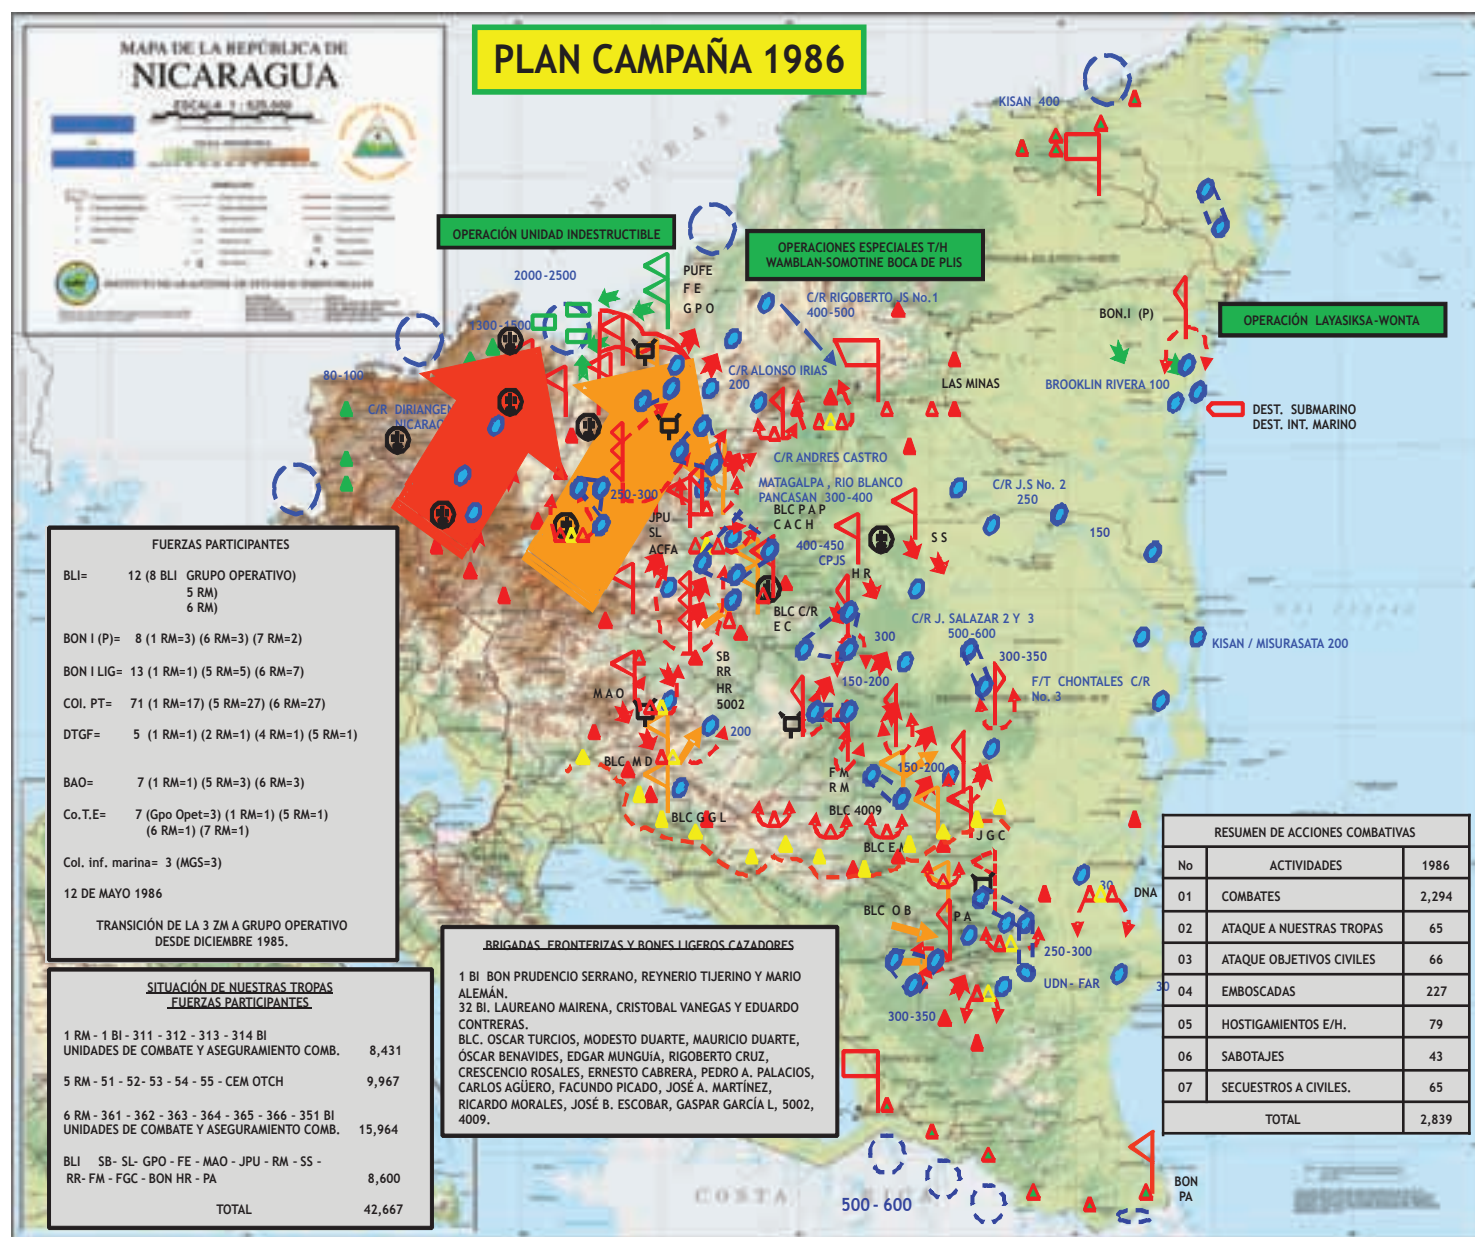 MAPA DE LA REPÚBLICA DE
NICARAGUA
ESCALA 1 : 525,000
PLAN CAMPAÑA 1986
KISAN 400
OPERACIÓN UNIDAD INDESTRUCTIBLE
OPERACIONES ESPECIALES T/H
WAMBLAN-SOMOTINE BOCA DE PLIS
OPERACIÓN LAYASIKSA-WONTA
2000-2500
PUFE
F E
G P O
C/R RIGOBERTO JS No.1
400-500
BON.I (P)
1300-1500
80-100
C/R DIRIANGEN
C/R ALONSO IRIAS
200
LAS MINAS
BROOKLIN RIVERA 100
DEST. SUBMARINO
DEST. INT. MARINO
C/R ANDRES CASTRO
MATAGALPA , RIO BLANCO
PANCASAN 300-400
250-300
BLC P A P
C A C H
JPU
SL
ACFA
400-450
CPJS
S S
C/R J.S No. 2
250
150
H R
BLC C/R
E C
C/R J. SALAZAR 2 Y 3
500-600
300
300-350
KISAN / MISURASATA 200
SB
RR
HR
5002
150-200
F/T CHONTALES C/R
No. 3
M A O
200
BLC M D
150-200
F M
R M
BLC G G L
BLC 4009
J G C
BLC E
30
DNA
BLC O B
P A
250-300
UDN- FAR
30
300-350
500- 600
BON
PA
COSTA
FUERZAS PARTICIPANTES
BLI= 12 (8 BLI GRUPO OPERATIVO)
5 RM)
6 RM)
BON I (P)= 8 (1 RM=3) (6 RM=3) (7 RM=2)
BON I LIG= 13 (1 RM=1) (5 RM=5) (6 RM=7)
COI. PT= 71 (1 RM=17) (5 RM=27) (6 RM=27)
DTGF= 5 (1 RM=1) (2 RM=1) (4 RM=1) (5 RM=1)
BAO= 7 (1 RM=1) (5 RM=3) (6 RM=3)
Co.T.E= 7 (Gpo Opet=3) (1 RM=1) (5 RM=1)
(6 RM=1) (7 RM=1)
Col. inf. marina= 3 (MGS=3)
12 DE MAYO 1986
TRANSICIÓN DE LA 3 ZM A GRUPO OPERATIVO
DESDE DICIEMBRE 1985.
SITUACIÓN DE NUESTRAS TROPAS
FUERZAS PARTICIPANTES
1 RM - 1 BI - 311 - 312 - 313 - 314 BI
UNIDADES DE COMBATE Y ASEGURAMIENTO COMB. 8,431
5 RM - 51 - 52- 53 - 54 - 55 - CEM OTCH 9,967
6 RM - 361 - 362 - 363 - 364 - 365 - 366 - 351 BI
UNIDADES DE COMBATE Y ASEGURAMIENTO COMB. 15,964
BLI SB- SL- GPO - FE - MAO - JPU - RM - SS -
RR- FM - FGC - BON HR - PA 8,600
TOTAL 42,667
BRIGADAS FRONTERIZAS Y BONES LIGEROS CAZADORES
1 BI BON PRUDENCIO SERRANO, REYNERIO TIJERINO Y MARIO
ALEMÁN.
32 BI. LAUREANO MAIRENA, CRISTOBAL VANEGAS Y EDUARDO
CONTRERAS.
BLC. OSCAR TURCIOS, MODESTO DUARTE, MAURICIO DUARTE,
ÓSCAR BENAVIDES, EDGAR MUNGUíA, RIGOBERTO CRUZ,
CRESCENCIO ROSALES, ERNESTO CABRERA, PEDRO A. PALACIOS,
CARLOS AGÜERO, FACUNDO PICADO, JOSÉ A. MARTÍNEZ,
RICARDO MORALES, JOSÉ B. ESCOBAR, GASPAR GARCÍA L, 5002,
4009.
RESUMEN DE ACCIONES COMBATIVAS
No ACTIVIDADES 1986
01 COMBATES 2,294
02 ATAQUE A NUESTRAS TROPAS 65
03 ATAQUE OBJETIVOS CIVILES 66
04 EMBOSCADAS 227
05 HOSTIGAMIENTOS E/H. 79
06 SABOTAJES 43
07 SECUESTROS A CIVILES. 65
TOTAL 2,839